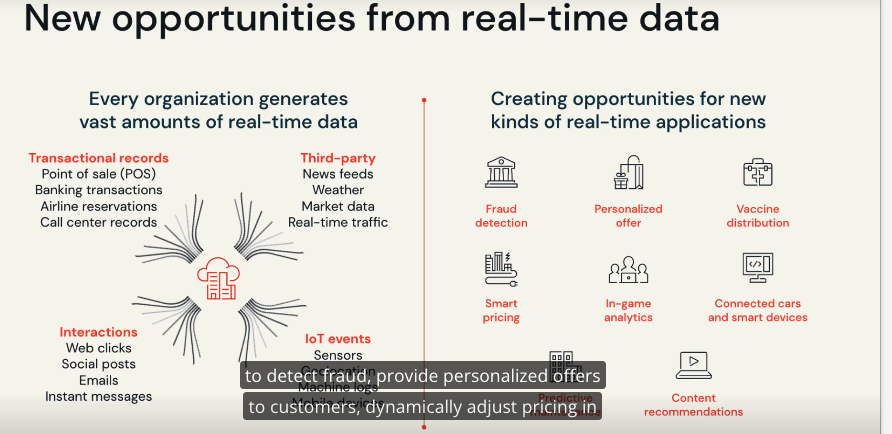 New opportunities from real-time data
Every organization generates
vast amounts of real-time data
Transactional records
Point of sale (POS)
Banking transactions
Airline reservations
Call center records
Third-party
News feeds
Weather
Market data
Real-time traffic
Interactions
Web clicks
Social posts
Emails
Instant messages
IoT events
Sensors
Geolocation
Machine logs
Mobile devices
Creating opportunities for new
kinds of real-time applications
Fraud
detection
Personalized
offer
Vaccine
distribution
Smart
pricing
In-game
analytics
Connected cars
and smart devices
Predictive
maintenance
Content
recommendations
to detect fraud, provide personalized offers
to customers, dynamically adjust pricing in